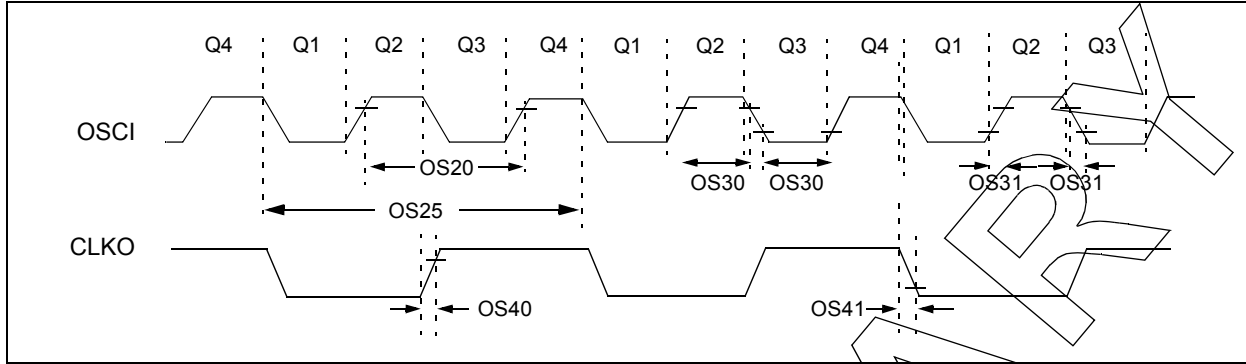 Q4 Q1 Q2 Q3 Q4 Q1 Q2 Q3 Q4 Q1 Q2 Q3
OSCI
OS20 OS30 OS30 OS31 OS31
OS25
CLKO
OS40 OS41